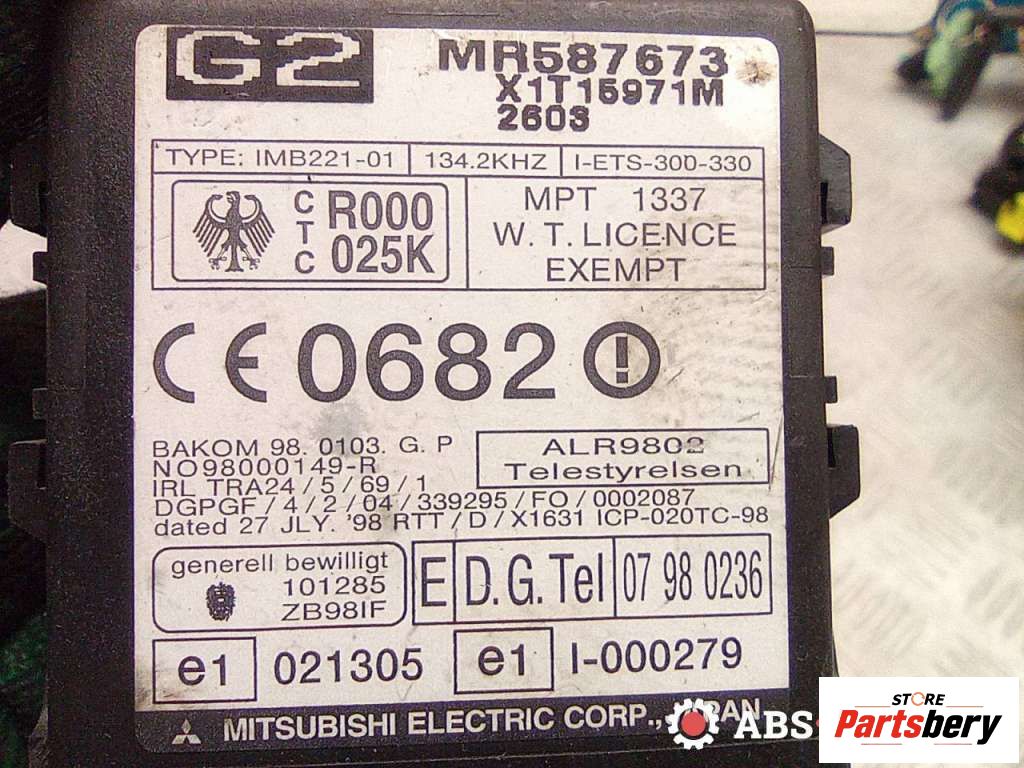 G2
MR587673
X1T15971M
2603
TYPE: IMB221-01 134.2KHZ I-ETS-300-330
CTC R000 025K
MPT 1337
W. T. LICENCE
EXEMPT
CE 0682 !
BAKOM 98. 0103. G. P
NO98000149-R
IRL TRA24/5/69/1
ALR9802
Telestyrelsen
DGPGF/4/2/04/339295/FO/0002087
dated 27 JLY. '98 RTT/D/X1631 ICP-020TC-98
generell bewilligt
101285
ZB98IF
E D.G.Tel 07 98 0236
e1 021305 e1 I-000279
MITSUBISHI ELECTRIC CORP.,
ABS-
STORE
Partsbery